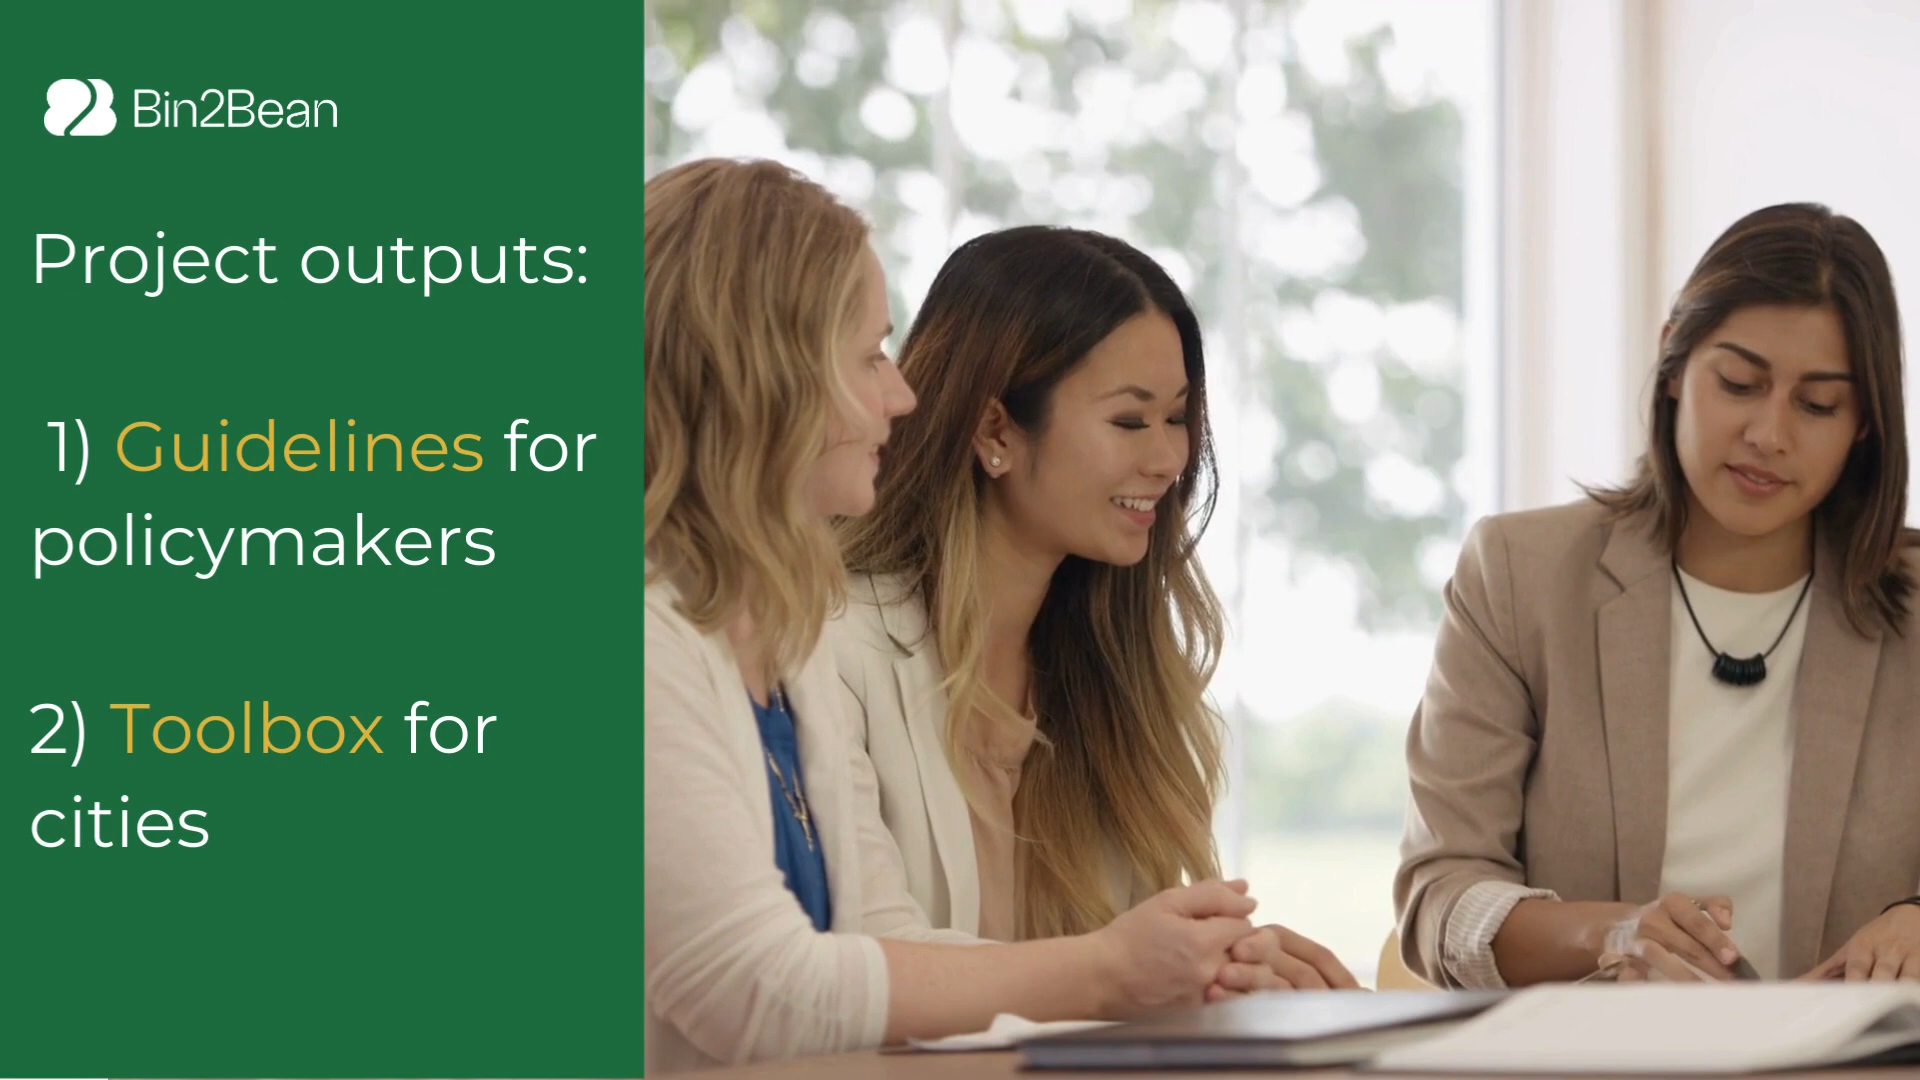 Bin2Bean
Project outputs:
1) Guidelines for
policymakers
2) Toolbox for
cities